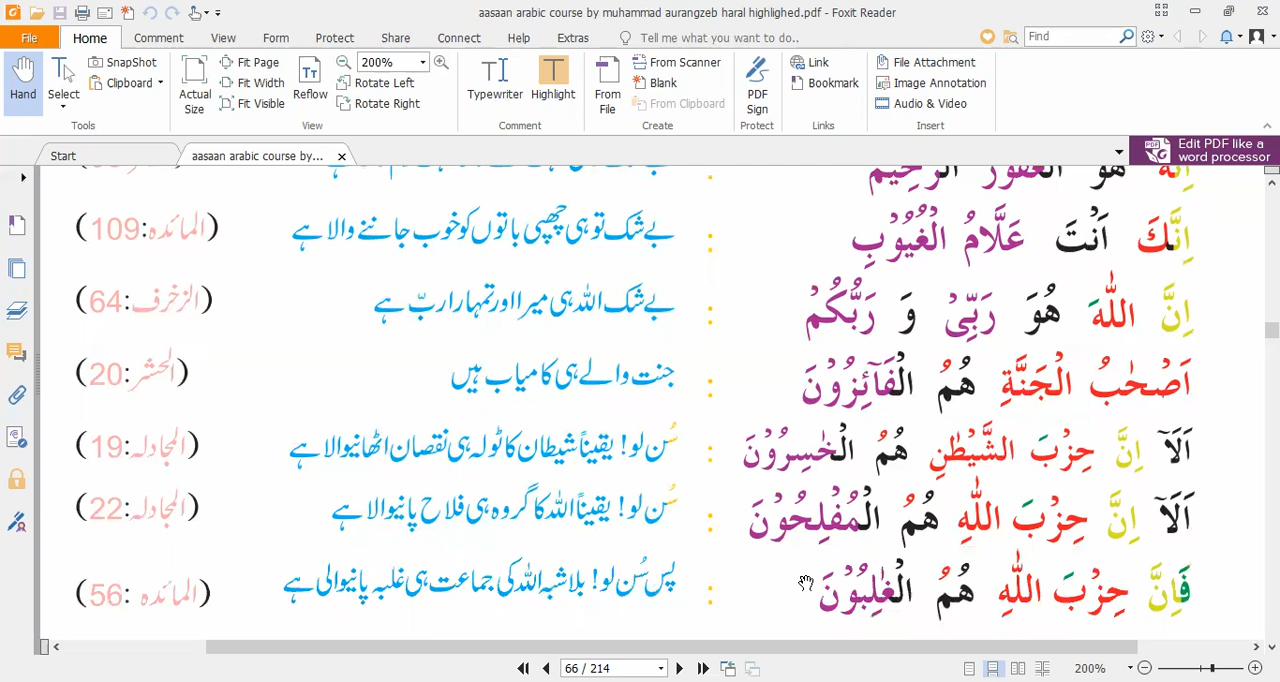 aasaan arabic course by muhammad aurangzeb haral highlighed.pdf - Foxit Reader
File Home Comment View Form Protect Share Connect Help Extras Tell me what you want to do.. Find
Hand Select SnapShot Clipboard Actual Size Fit Page Fit Width Fit Visible Reflow 200% Rotate Left Rotate Right Typewriter Highlight From File From Scanner Blank From Clipboard PDF Sign Link Bookmark File Attachment Image Annotation Audio & Video
Tools View Comment Create Protect Links Insert
Start aasaan arabic course by... Edit PDF like a word processor
اِنَّهٗ هُوَ الْغَفُوْرُ الرَّحِيْمُ
اِنَّكَ اَنْتَ عَلَّامُ الْغُيُوْبِ : بے شک تو ہی چھپی باتوں کو خوب جاننے والا ہے (المائدہ:109)
اِنَّ اللّٰهَ هُوَ رَبِّىْ وَ رَبُّكُمْ : بے شک اللہ ہی میرا اور تمہارا ربّ ہے (الزخرف:64)
اَصْحٰبُ الْجَنَّةِ هُمُ الْفَآئِزُوْنَ : جنت والے ہی کامیاب ہیں (الحشر:20)
اَلَآ اِنَّ حِزْبَ الشَّيْطٰنِ هُمُ الْخٰسِرُوْنَ : سُن لو! یقیناً شیطان کا ٹولہ ہی نقصان اٹھانیوالا ہے (المجادلہ:19)
اَلَآ اِنَّ حِزْبَ اللّٰهِ هُمُ الْمُفْلِحُوْنَ : سُن لو! یقیناً اللہ کا گروہ ہی فلاح پانیوالا ہے (المجادلہ:22)
فَاِنَّ حِزْبَ اللّٰهِ هُمُ الْغٰلِبُوْنَ : پس سُن لو! بلاشبہ اللہ کی جماعت ہی غلبہ پانیوالی ہے (المائدہ :56)
66 / 214 200%